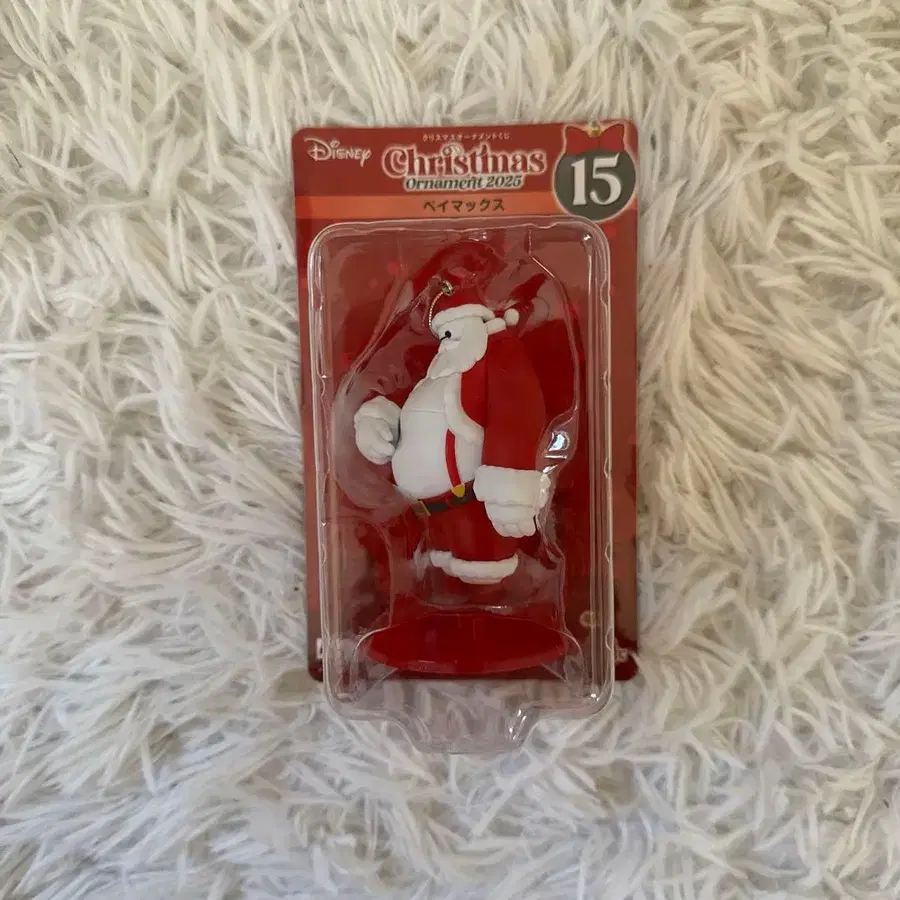 クリスマスオーナメントくじ
Disney
Christmas
Ornament 2025
15
ベイマックス